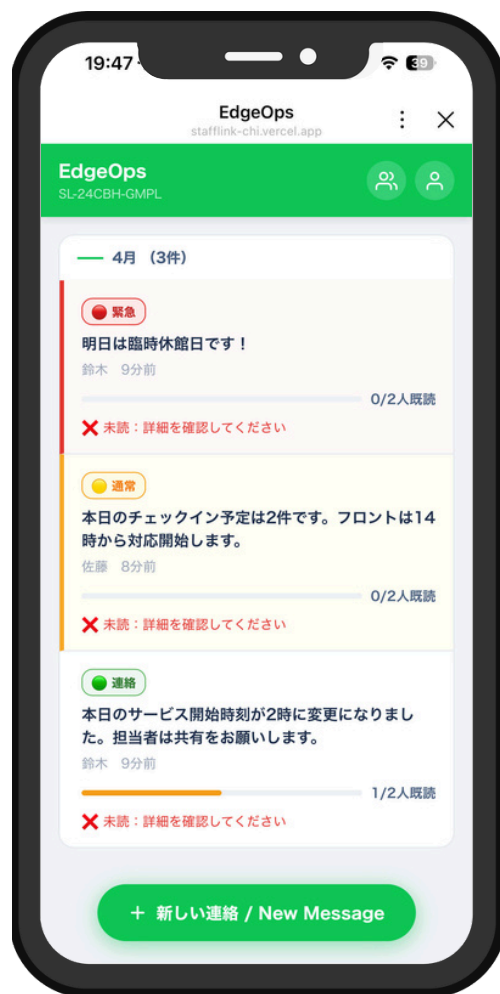 19:47
39
EdgeOps
stafflink-chi.vercel.app
EdgeOps
SL-24CBH-GMPL
4月 (3件)
緊急
明日は臨時休館日です！
鈴木 9分前
0/2人既読
未読：詳細を確認してください
通常
本日のチェックイン予定は2件です。フロントは14
時から対応開始します。
佐藤 8分前
0/2人既読
未読：詳細を確認してください
連絡
本日のサービス開始時刻が2時に変更になりまし
た。担当者は共有をお願いします。
鈴木 9分前
1/2人既読
未読：詳細を確認してください
+ 新しい連絡 / New Message